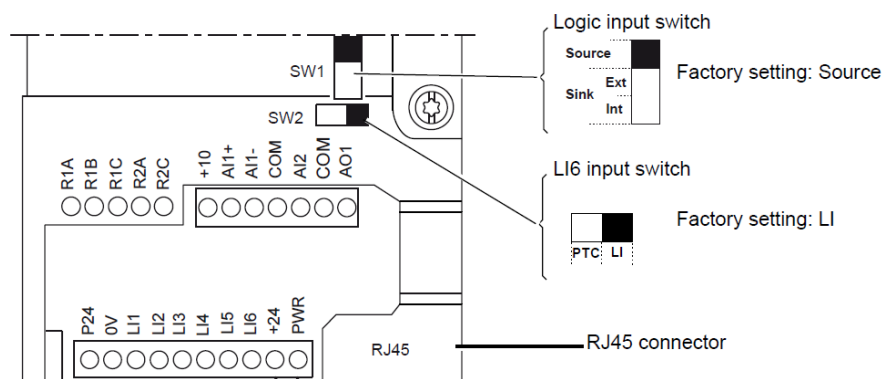 Logic input switch
Source
Sink
Ext
Int
Factory setting: Source
SW1
SW2
LI6 input switch
Factory setting: LI
PTC LI
R1A R1B R1C R2A R2C
+10 AI1+ AI1- COM AI2 COM AO1
P24 0V LI1 LI2 LI3 LI4 LI5 LI6 +24 PWR
RJ45
RJ45 connector